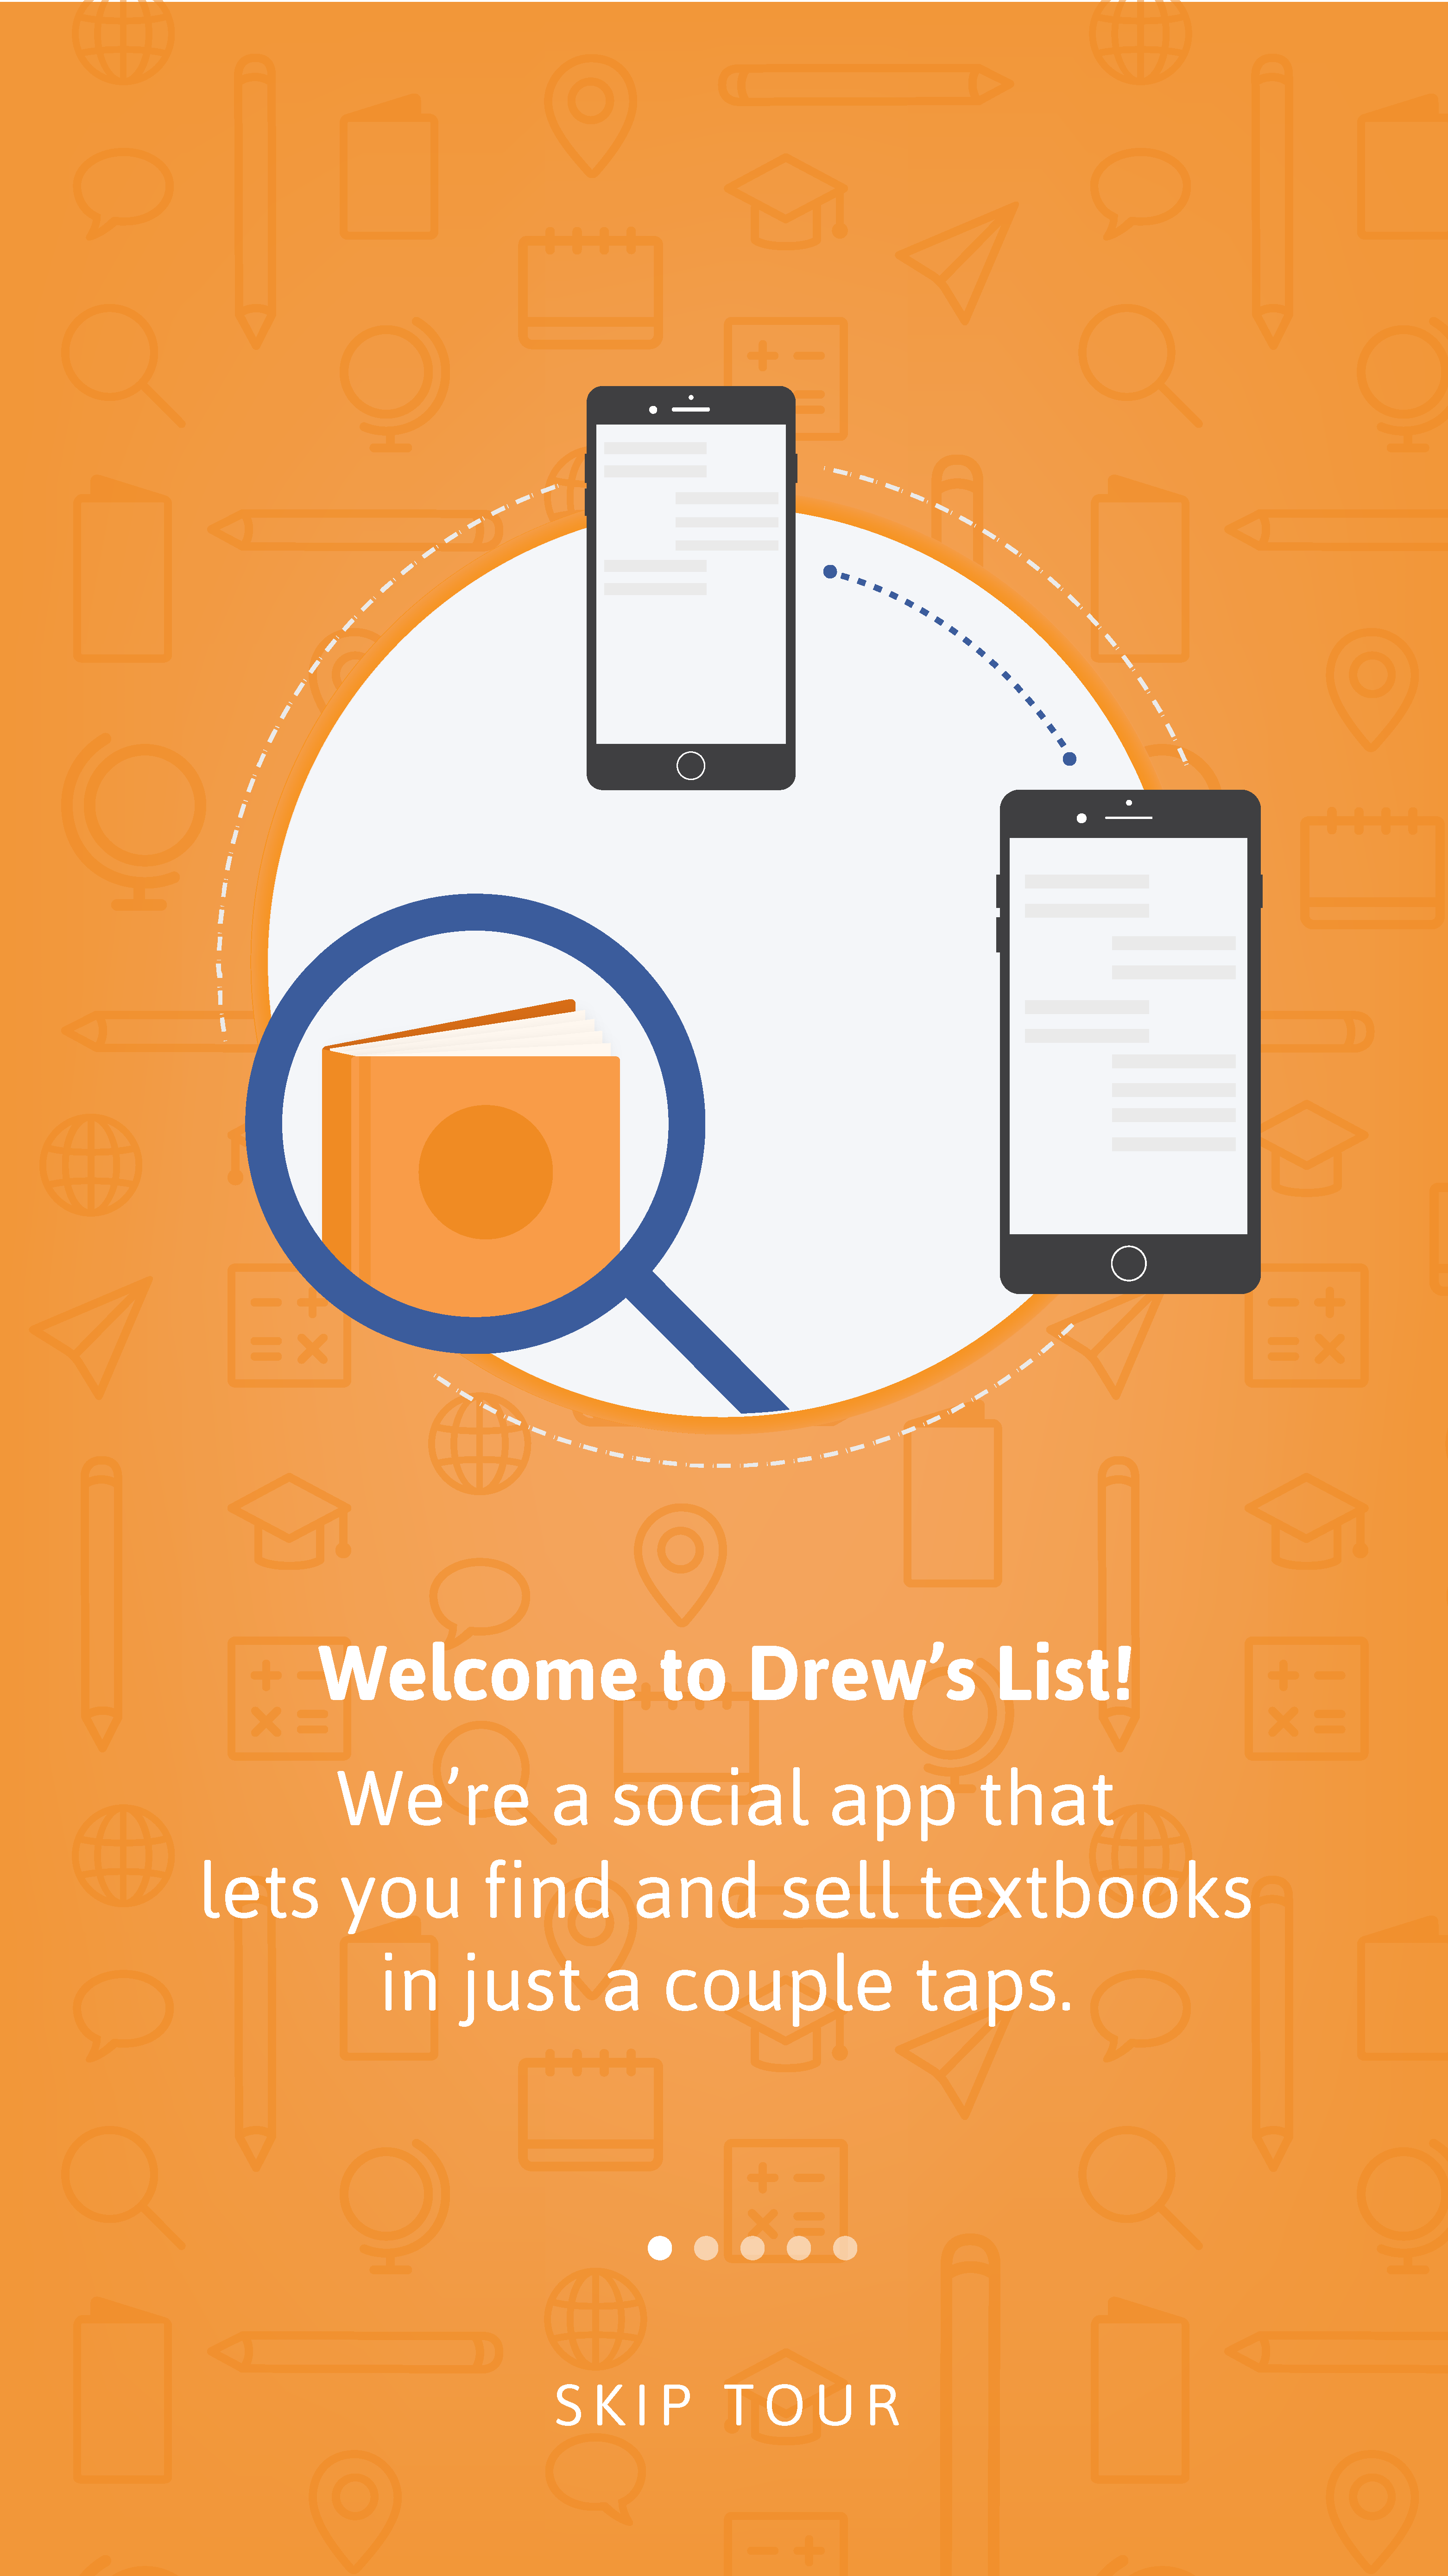 Welcome to Drew’s List!
We’re a social app that
lets you find and sell textbooks
in just a couple taps.
SKIP TOUR